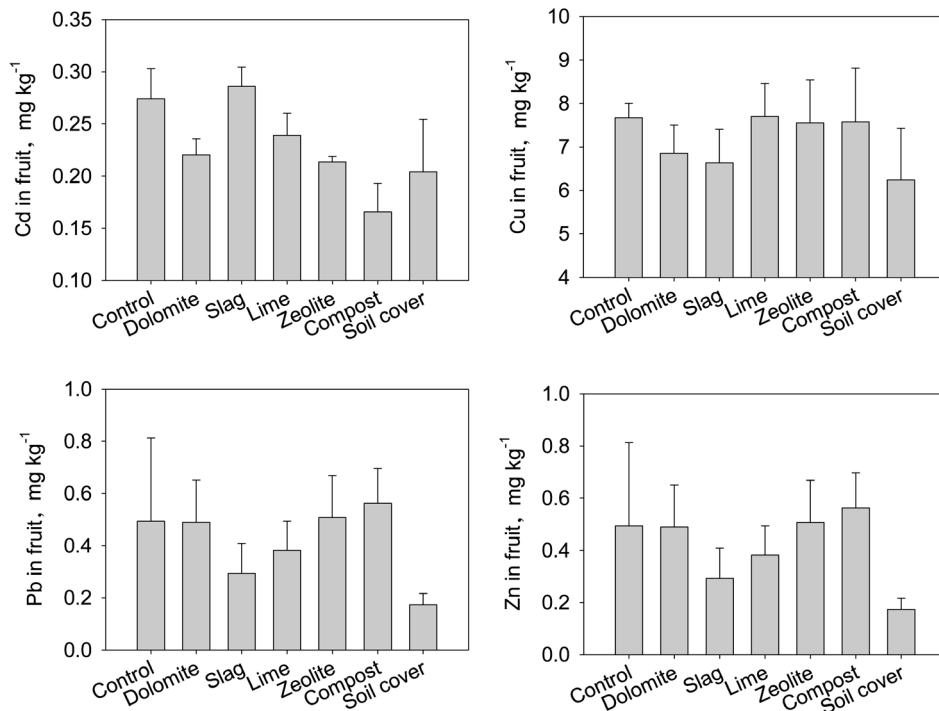 0.35
0.30
0.25
0.20
0.15
0.10
Cd in fruit, mg kg-1
Control
Dolomite
Slag
Lime
Zeolite
Compost
Soil cover
10
9
8
7
6
5
4
Cu in fruit, mg kg-1
Control
Dolomite
Slag
Lime
Zeolite
Compost
Soil cover
1.0
0.8
0.6
0.4
0.2
0.0
Pb in fruit, mg kg-1
Control
Dolomite
Slag
Lime
Zeolite
Compost
Soil cover
1.0
0.8
0.6
0.4
0.2
0.0
Zn in fruit, mg kg-1
Control
Dolomite
Slag
Lime
Zeolite
Compost
Soil cover